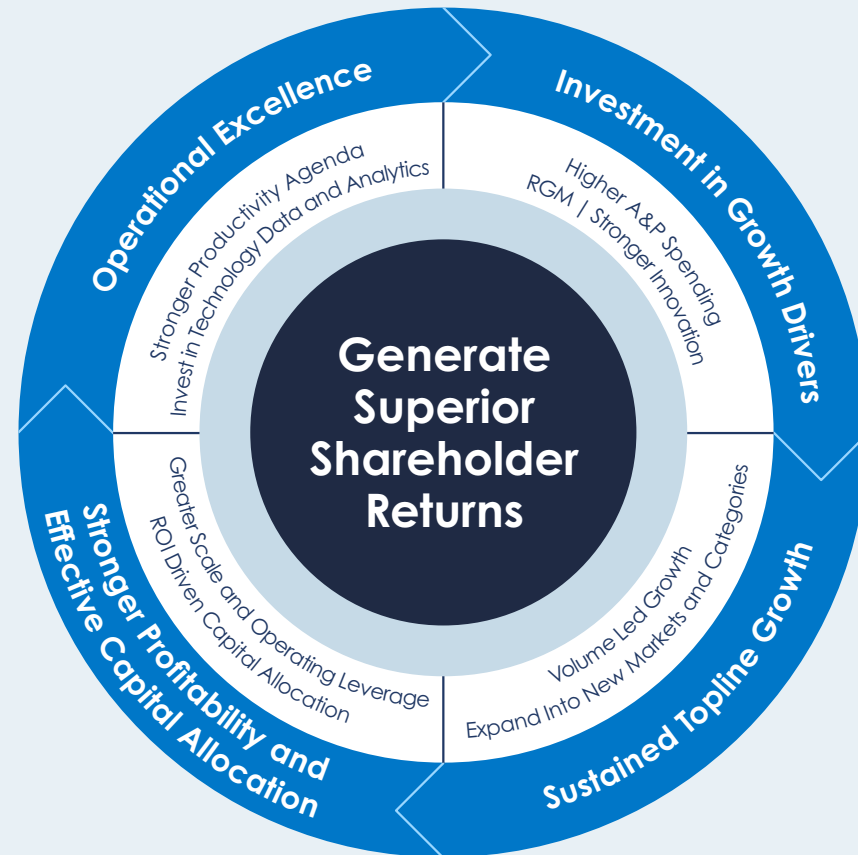 Operational Excellence
Stronger Productivity Agenda
Invest in Technology Data and Analytics
Investment in Growth Drivers
Higher A&P Spending
RGM | Stronger Innovation
Generate
Superior
Shareholder
Returns
Volume Led Growth
Expand Into New Markets and Categories
Sustained Topline Growth
Greater Scale and Operating Leverage
ROI Driven Capital Allocation
Stronger Profitability and
Effective Capital Allocation